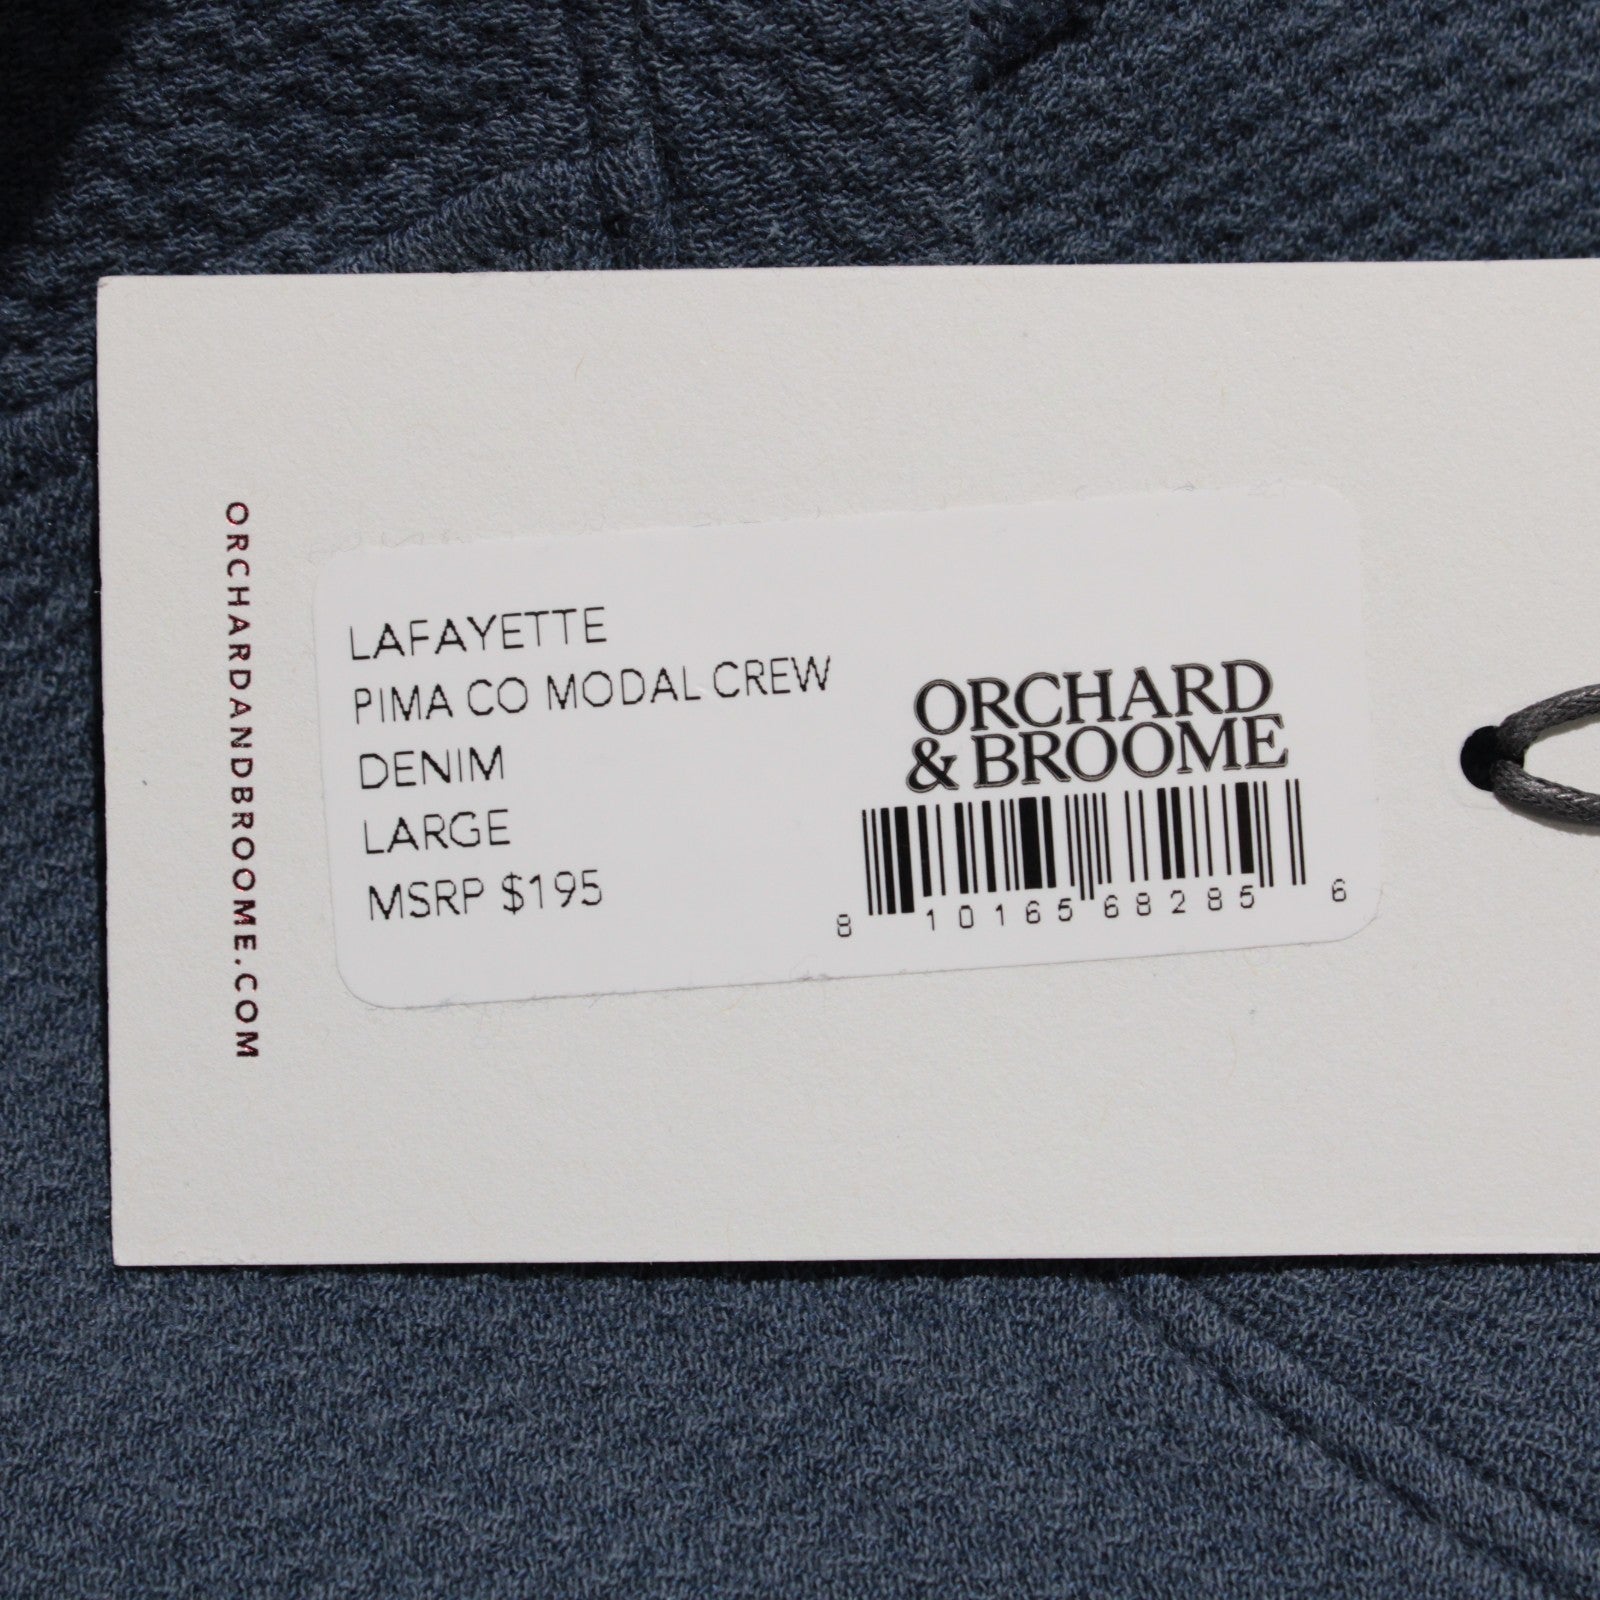 ORCHARDANDBROOME.COM
LAFAYETTE
PIMA CO MODAL CREW
DENIM
LARGE
MSRP $195
ORCHARD
& BROOME
8 10165 68285 6